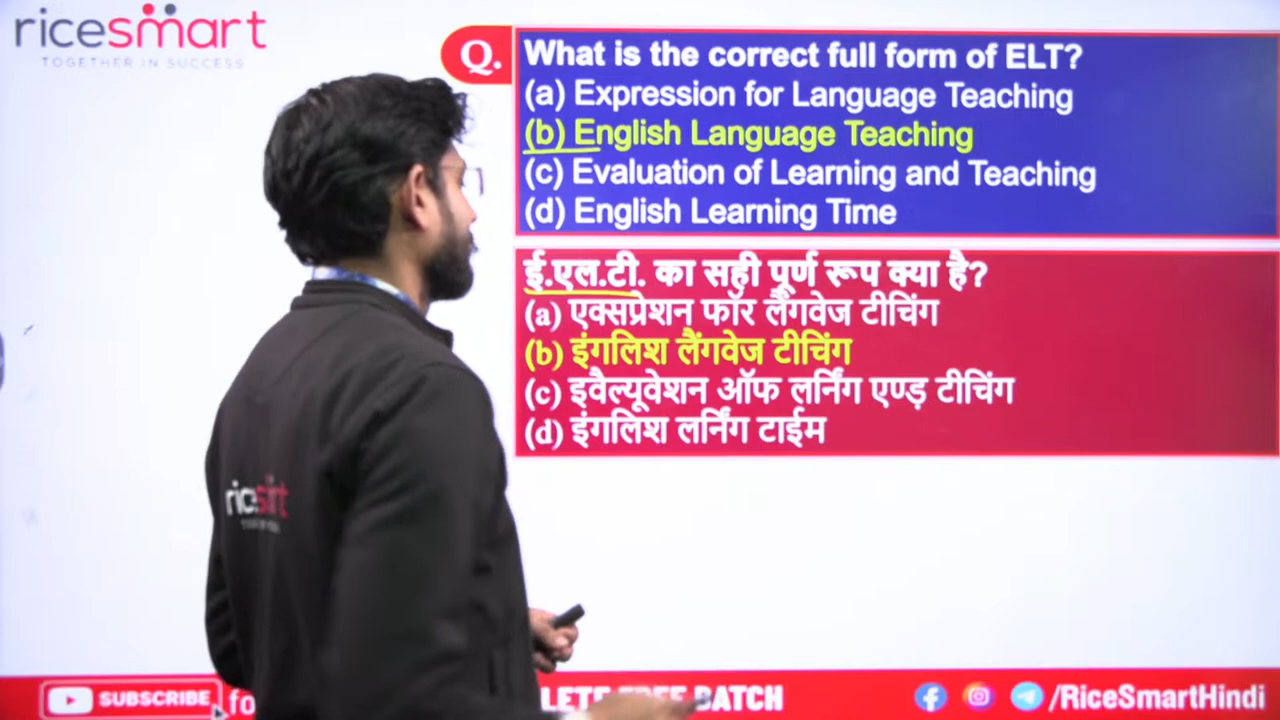 ricesmart
TOGETHER IN SUCCESS
Q. What is the correct full form of ELT?
(a) Expression for Language Teaching
(b) English Language Teaching
(c) Evaluation of Learning and Teaching
(d) English Learning Time
ई.एल.टी. का सही पूर्ण रूप क्या है?
(a) एक्सप्रेशन फॉर लैंगवेज टीचिंग
(b) इंगलिश लैंगवेज टीचिंग
(c) इवैल्यूवेशन ऑफ लर्निंग एण्ड़ टीचिंग
(d) इंगलिश लर्निंग टाईम
SUBSCRIBE
FREE BATCH
/RiceSmartHindi